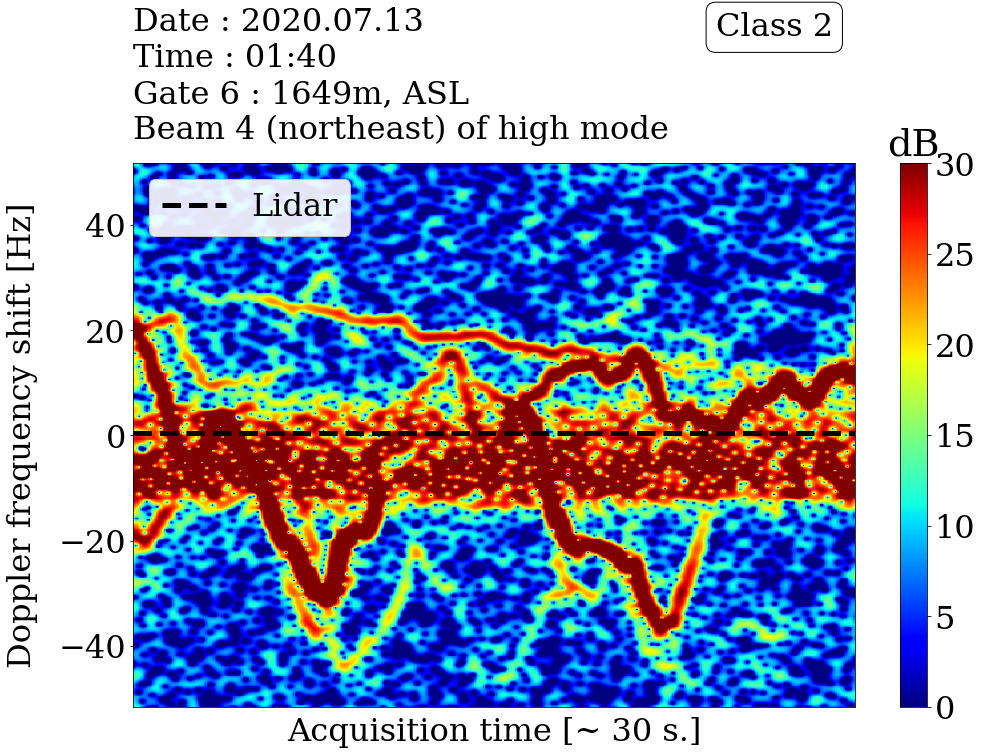 Date : 2020.07.13
Time : 01:40
Gate 6 : 1649m, ASL
Beam 4 (northeast) of high mode
Class 2
dB
Lidar
Doppler frequency shift [Hz]
40
20
0
−20
−40
Acquisition time [~ 30 s.]
30
25
20
15
10
5
0